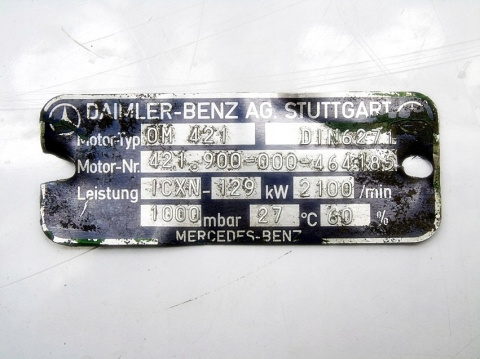 DAIMLER-BENZ AG. STUTTGART
Motor-Typ OM 421 DIN6271
Motor-Nr. 421.900-000-464185
Leistung ICXN-129 kW 2100 /min
1000 mbar 27 °C 60 %
MERCEDES-BENZ